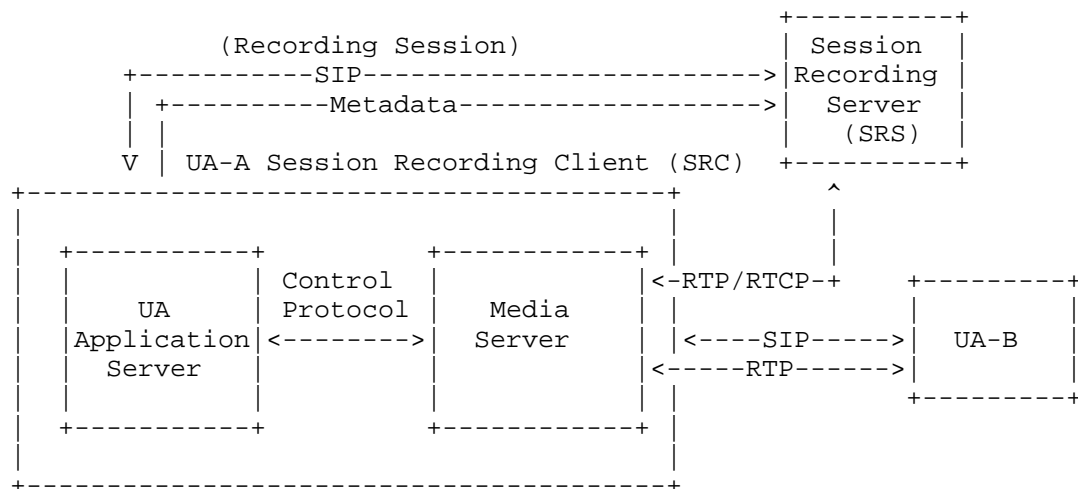 (Recording Session)
Session
SIP
Recording
Metadata
Server
(SRS)
V UA-A Session Recording Client (SRC)
Control
RTP/RTCP
UA Protocol Media
Application Server SIP UA-B
Server RTP